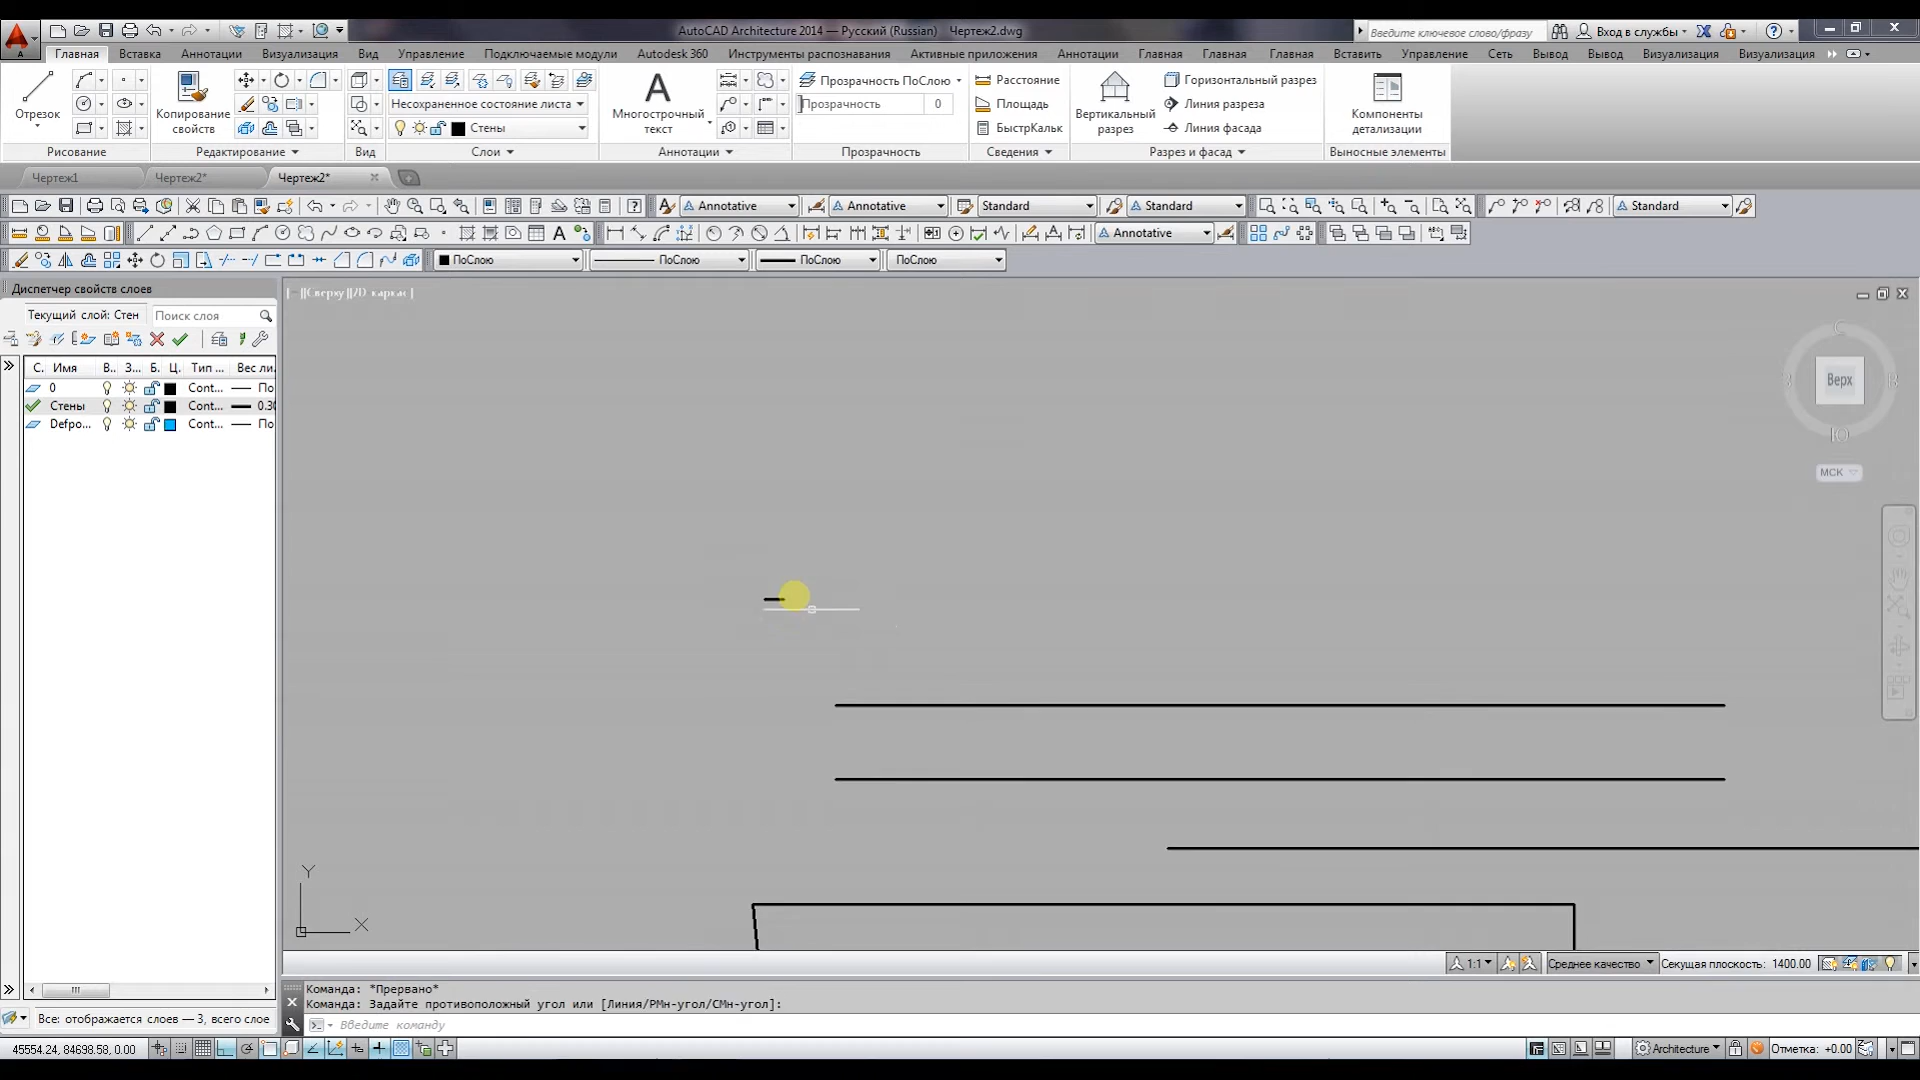 AutoCAD Architecture 2014 — Русский (Russian) Чертеж2.dwg
Введите ключевое слово/фразу
Вход в службы
Главная Вставка Аннотации Визуализация Вид Управление Подключаемые модули Autodesk 360 Инструменты распознавания Активные приложения Аннотации Главная Главная Главная Вставить Управление Сеть Вывод Вывод Визуализация Визуализация
Отрезок
Копирование свойств
Несохраненное состояние листа
Стены
Многострочный текст
Прозрачность ПоСлою
Прозрачность 0
Расстояние
Площадь
БыстрКальк
Вертикальный разрез
Горизонтальный разрез
Линия разреза
Линия фасада
Компоненты детализации
Рисование Редактирование Вид Слои Аннотации Прозрачность Сведения Разрез и фасад Выносные элементы
Чертеж1 Чертеж2* Чертеж2*
Annotative Annotative Standard Standard Standard
Annotative
ПоСлою ПоСлою ПоСлою ПоСлою
Диспетчер свойств слоев
Текущий слой: Стен Поиск слоя
С. Имя В.. З... Б. Ц. Тип ... Вес ли.
0 Cont... По
Стены Cont... 0.30
Defpo... Cont... По
[−][Сверху][2D каркас]
С
Верх
Ю
МСК
Y
X
1:1 Среднее качество Секущая плоскость: 1400.00
Команда: *Прервано*
Команда: Задайте противоположный угол или [Линия/РМн-угол/СМн-угол]:
Введите команду
Все: отображается слоев — 3, всего слое
45554.24, 84698.58, 0.00
Architecture Отметка: +0.00